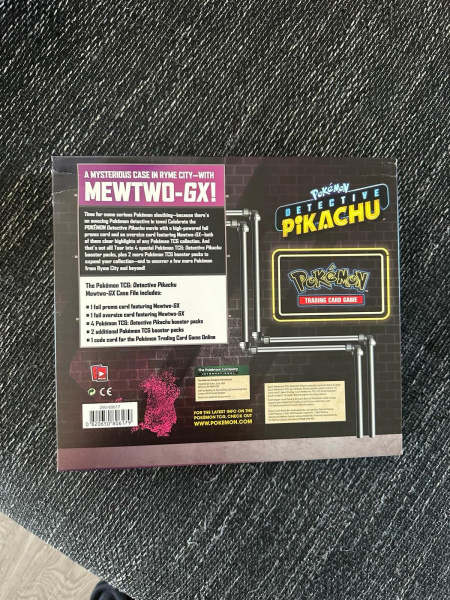 A MYSTERIOUS CASE IN RYME CITY—WITH
MEWTWO-GX!
Time for some serious Pokémon sleuthing—because there's
an amazing Pokémon detective in town! Celebrate the
POKÉMON Detective Pikachu movie with a high-powered foil
promo card and an oversize card featuring Mewtwo-GX—both
of them clear highlights of any Pokémon TCG collection. And
that's not all! Tear into 4 special Pokémon TCG: Detective Pikachu
booster packs, plus 2 more Pokémon TCG booster packs to
expand your collection—and to uncover a few more Pokémon
from Ryme City and beyond!
The Pokémon TCG: Detective Pikachu
Mewtwo-GX Case File includes:
• 1 foil promo card featuring Mewtwo-GX
• 1 foil oversize card featuring Mewtwo-GX
• 4 Pokémon TCG: Detective Pikachu booster packs
• 2 additional Pokémon TCG booster packs
• 1 code card for the Pokémon Trading Card Game Online
POKÉMON
DETECTIVE
PIKACHU
POKÉMON
TRADING CARD GAME
The Pokémon Company
INTERNATIONAL
CE
290-80617
0 820650 80617 9
FOR THE LATEST INFO ON THE
POKÉMON TCG, CHECK OUT
WWW.POKEMON.COM